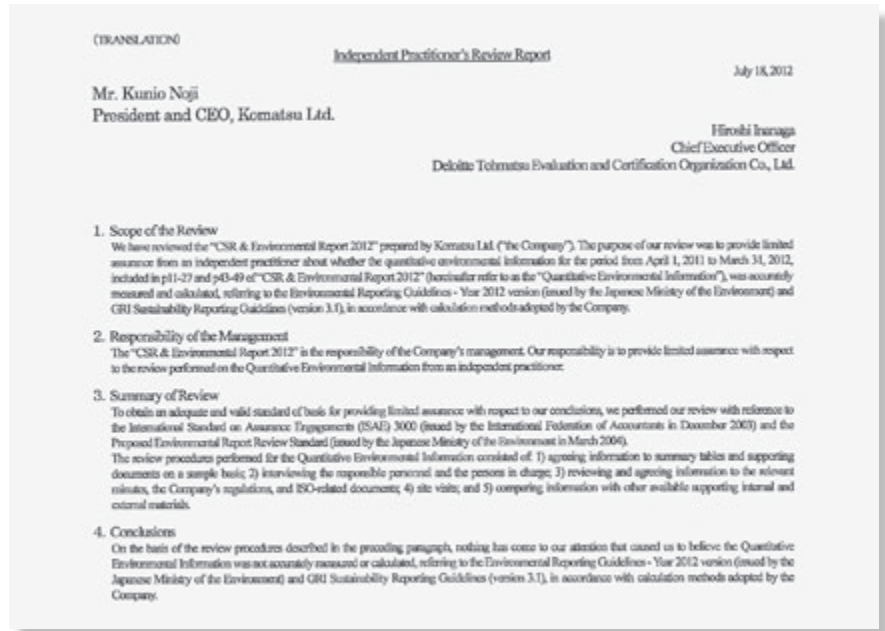 (TRANSLATION)
Independent Practitioner's Review Report
July 18, 2012
Mr. Kunio Noji
President and CEO, Komatsu Ltd.
Hiroshi Inanaga
Chief Executive Officer
Deloitte Tohmatsu Evaluation and Certification Organization Co., Ltd.
1. Scope of the Review
We have reviewed the "CSR & Environmental Report 2012" prepared by Komatsu Ltd. ("the Company"). The purpose of our review was to provide limited
assurance from an independent practitioner about whether the quantitative environmental information for the period from April 1, 2011 to March 31, 2012,
included in p11-27 and p43-49 of "CSR & Environmental Report 2012" (hereinafter refer to as the "Quantitative Environmental Information"), was accurately
measured and calculated, referring to the Environmental Reporting Guidelines - Year 2012 version (issued by the Japanese Ministry of the Environment) and
GRI Sustainability Reporting Guidelines (version 3.1), in accordance with calculation methods adopted by the Company.
2. Responsibility of the Management
The "CSR & Environmental Report 2012" is the responsibility of the Company's management. Our responsibility is to provide limited assurance with respect
to the review performed on the Quantitative Environmental Information from an independent practitioner.
3. Summary of Review
To obtain an adequate and valid standard of basis for providing limited assurance with respect to our conclusions, we performed our review with reference to
the International Standard on Assurance Engagements (ISAE) 3000 (issued by the International Federation of Accountants in December 2003) and the
Proposed Environmental Report Review Standard (issued by the Japanese Ministry of the Environment in March 2004).
The review procedures performed for the Quantitative Environmental Information consisted of: 1) agreeing information to summary tables and supporting
documents on a sample basis; 2) interviewing the responsible personnel and the persons in charge; 3) reviewing and agreeing information to the relevant
minutes, the Company's regulations, and ISO-related documents; 4) site visits; and 5) comparing information with other available supporting internal and
external materials.
4. Conclusions
On the basis of the review procedures described in the preceding paragraph, nothing has come to our attention that caused us to believe the Quantitative
Environmental Information was not accurately measured or calculated, referring to the Environmental Reporting Guidelines - Year 2012 version (issued by the
Japanese Ministry of the Environment) and GRI Sustainability Reporting Guidelines (version 3.1), in accordance with calculation methods adopted by the
Company.